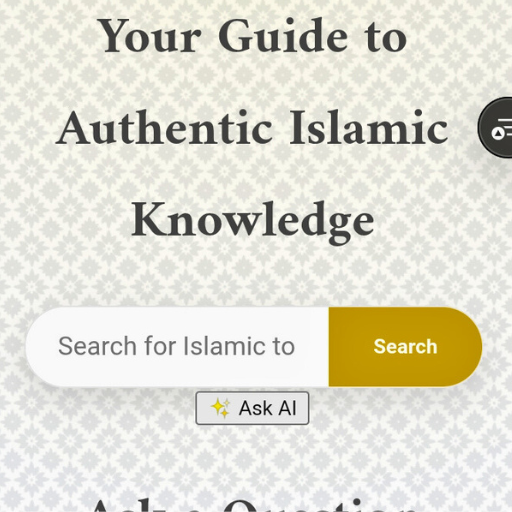 Your Guide to
Authentic Islamic
Knowledge
Search for Islamic to
Search
✨ Ask AI
Ask a Question